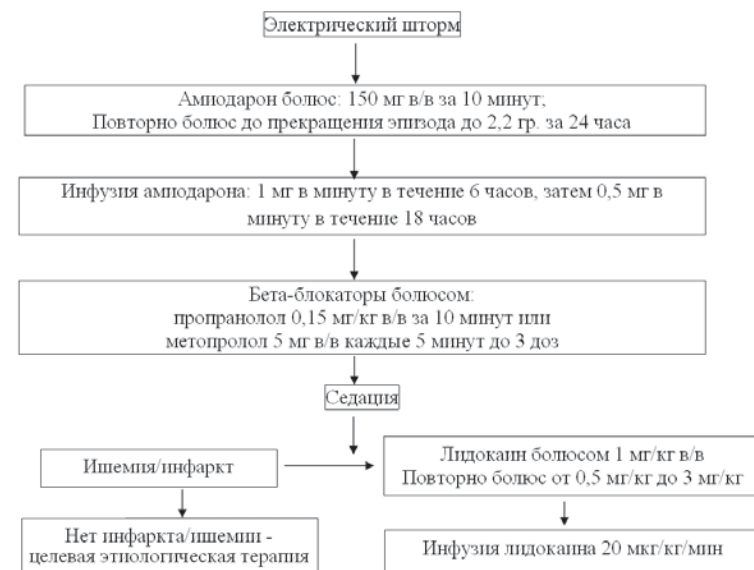 Электрический шторм
Амиодарон болюс: 150 мг в/в за 10 минут;
Повторно болюс до прекращения эпизода до 2,2 гр. за 24 часа
Инфузия амиодарона: 1 мг в минуту в течение 6 часов, затем 0,5 мг в
минуту в течение 18 часов
Бета-блокаторы болюсом:
пропранолол 0,15 мг/кг в/в за 10 минут или
метопролол 5 мг в/в каждые 5 минут до 3 доз
Седация
Ишемия/инфаркт
Лидокаин болюсом 1 мг/кг в/в
Повторно болюс от 0,5 мг/кг до 3 мг/кг
Нет инфаркта/ишемии -
целевая этиологическая терапия
Инфузия лидокаина 20 мкг/кг/мин